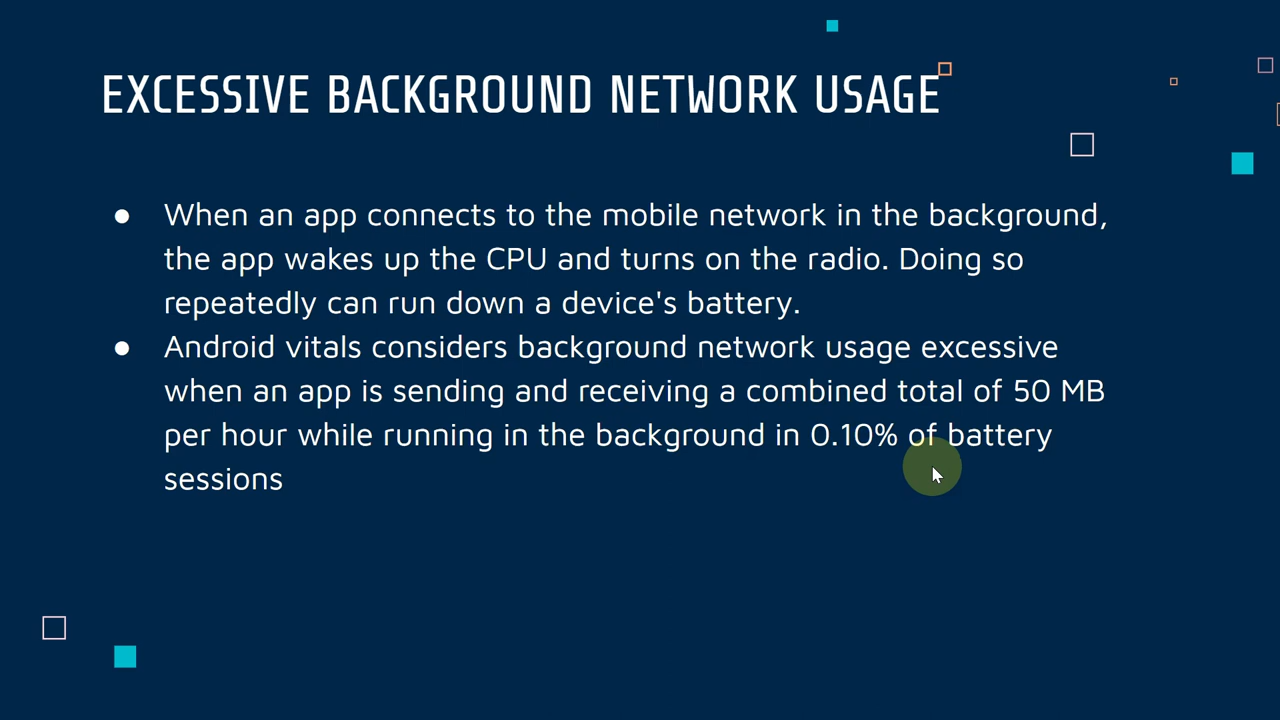 EXCESSIVE BACKGROUND NETWORK USAGE
● When an app connects to the mobile network in the background,
the app wakes up the CPU and turns on the radio. Doing so
repeatedly can run down a device's battery.
● Android vitals considers background network usage excessive
when an app is sending and receiving a combined total of 50 MB
per hour while running in the background in 0.10% of battery
sessions